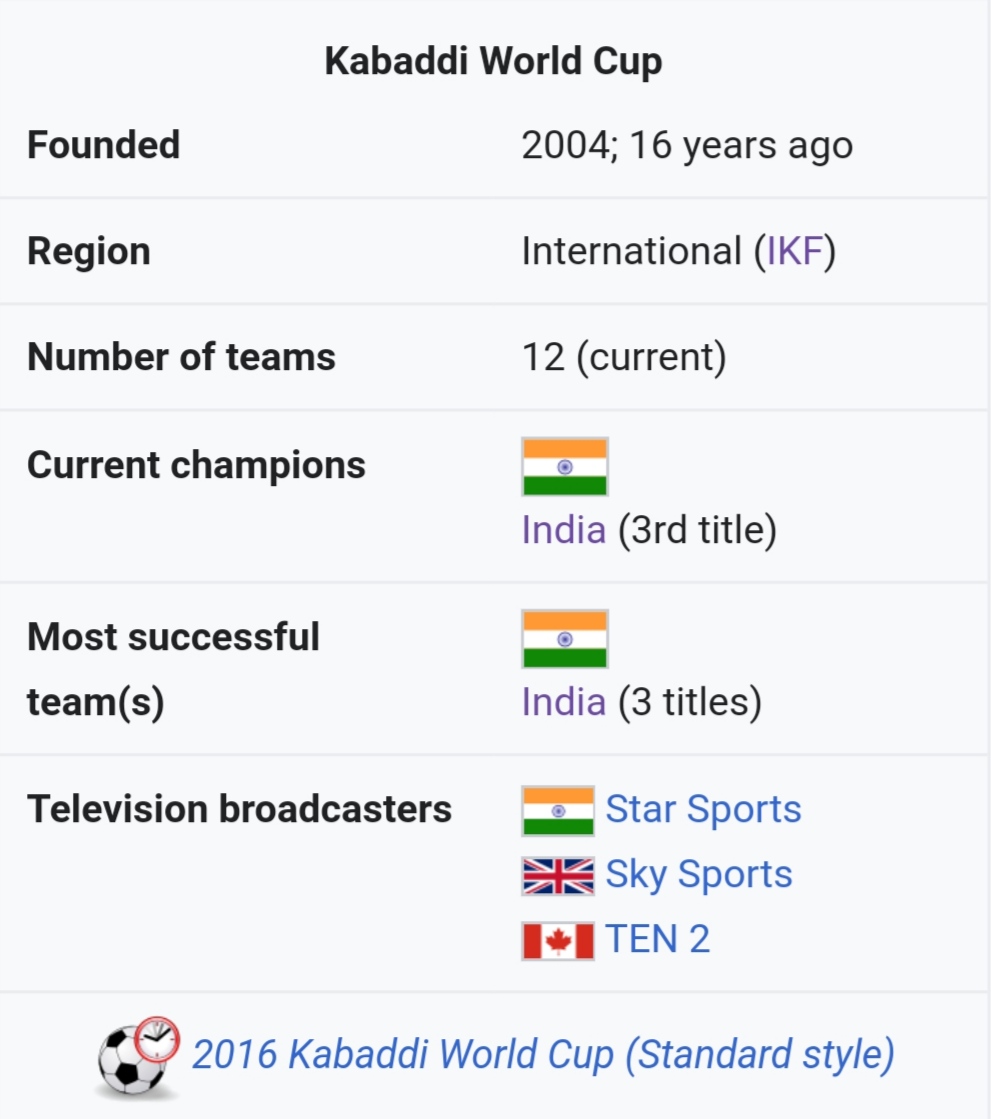 Kabaddi World Cup
Founded 2004; 16 years ago
Region International (IKF)
Number of teams 12 (current)
Current champions
India (3rd title)
Most successful
team(s) India (3 titles)
Television broadcasters Star Sports
Sky Sports
TEN 2
2016 Kabaddi World Cup (Standard style)